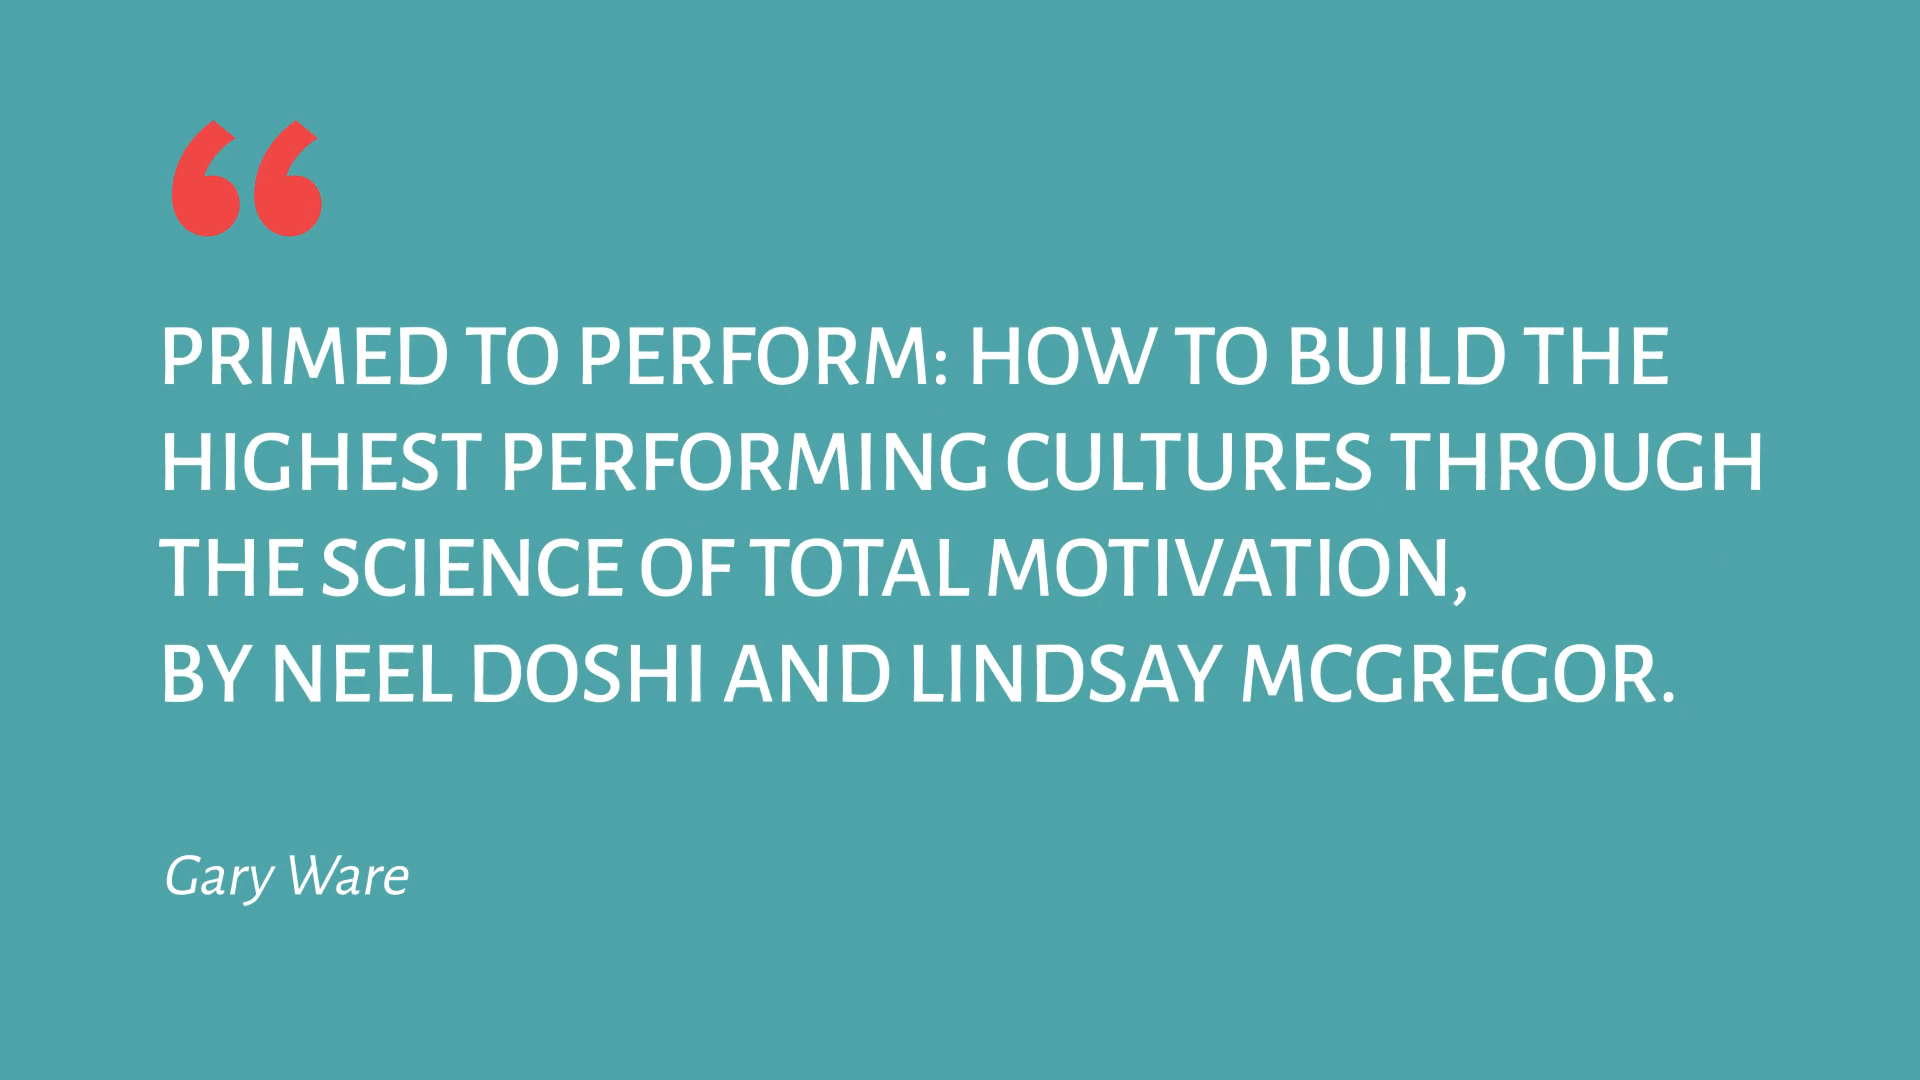 “
PRIMED TO PERFORM: HOW TO BUILD THE
HIGHEST PERFORMING CULTURES THROUGH
THE SCIENCE OF TOTAL MOTIVATION,
BY NEEL DOSHI AND LINDSAY MCGREGOR.
Gary Ware